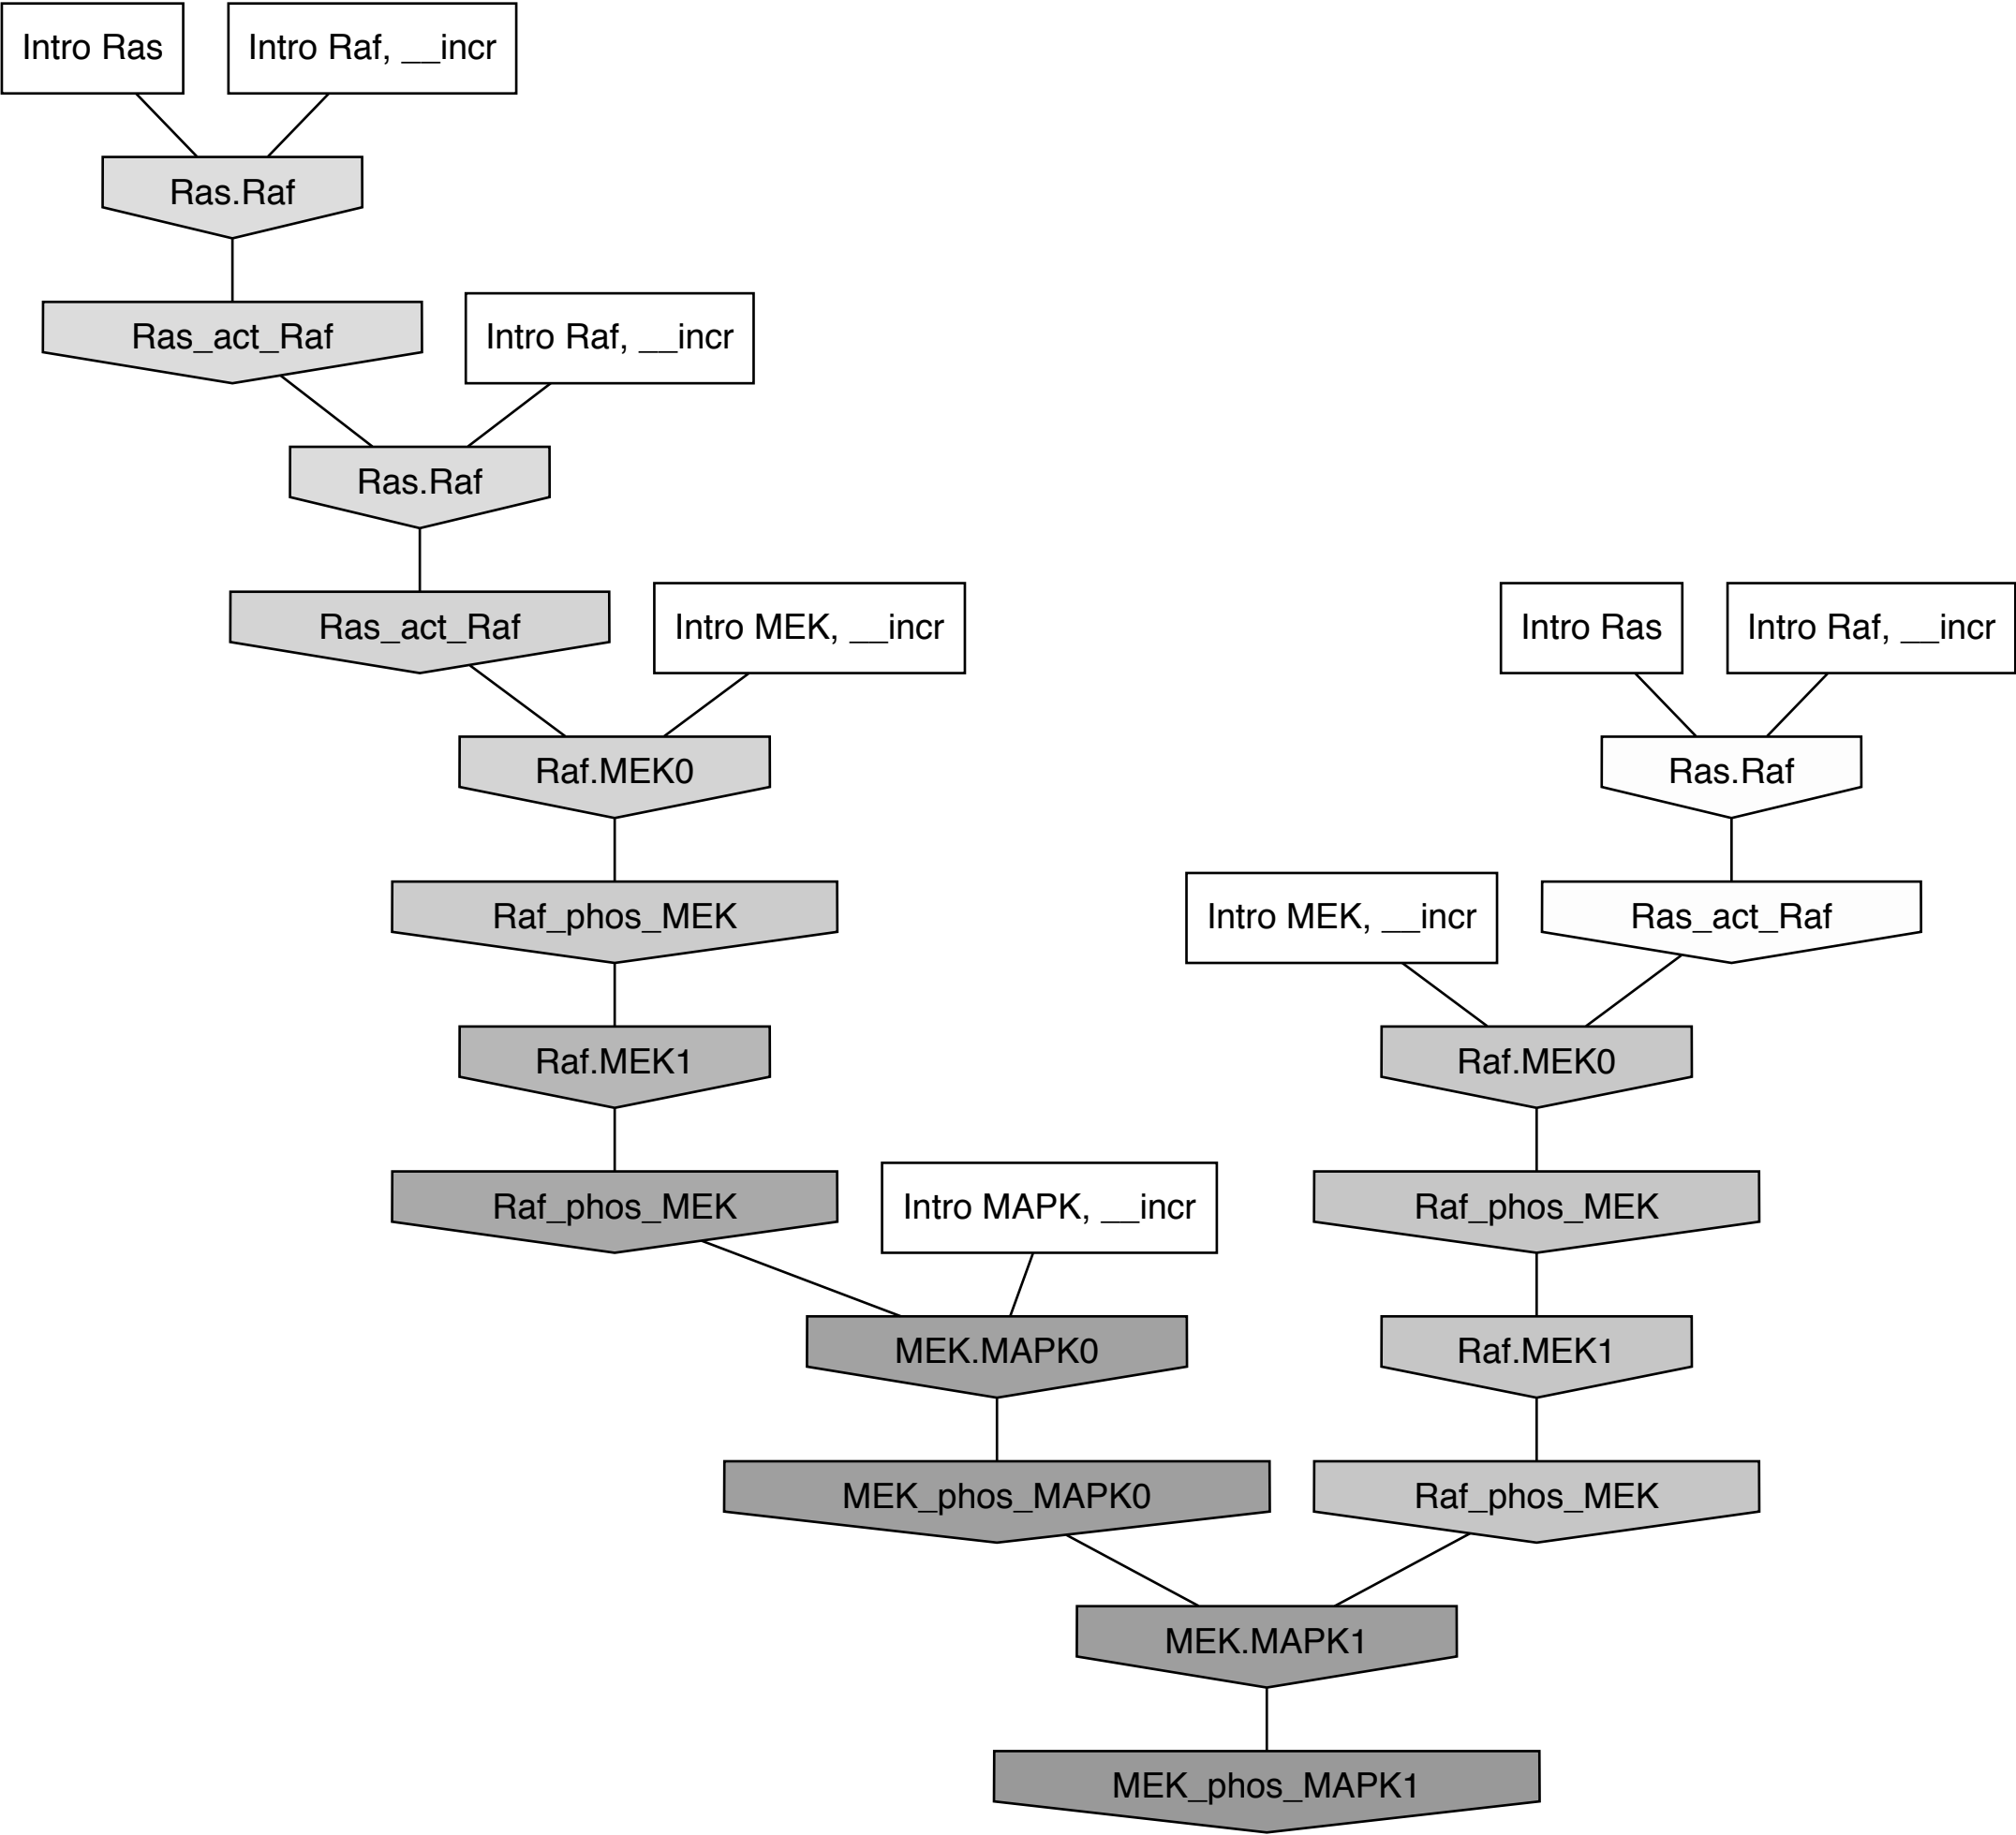 Intro Ras
Intro Raf, __incr
Ras.Raf
Ras_act_Raf
Intro Raf, __incr
Ras.Raf
Ras_act_Raf
Intro MEK, __incr
Intro Ras
Intro Raf, __incr
Raf.MEK0
Ras.Raf
Raf_phos_MEK
Intro MEK, __incr
Ras_act_Raf
Raf.MEK1
Raf.MEK0
Raf_phos_MEK
Intro MAPK, __incr
Raf_phos_MEK
MEK.MAPK0
Raf.MEK1
MEK_phos_MAPK0
Raf_phos_MEK
MEK.MAPK1
MEK_phos_MAPK1